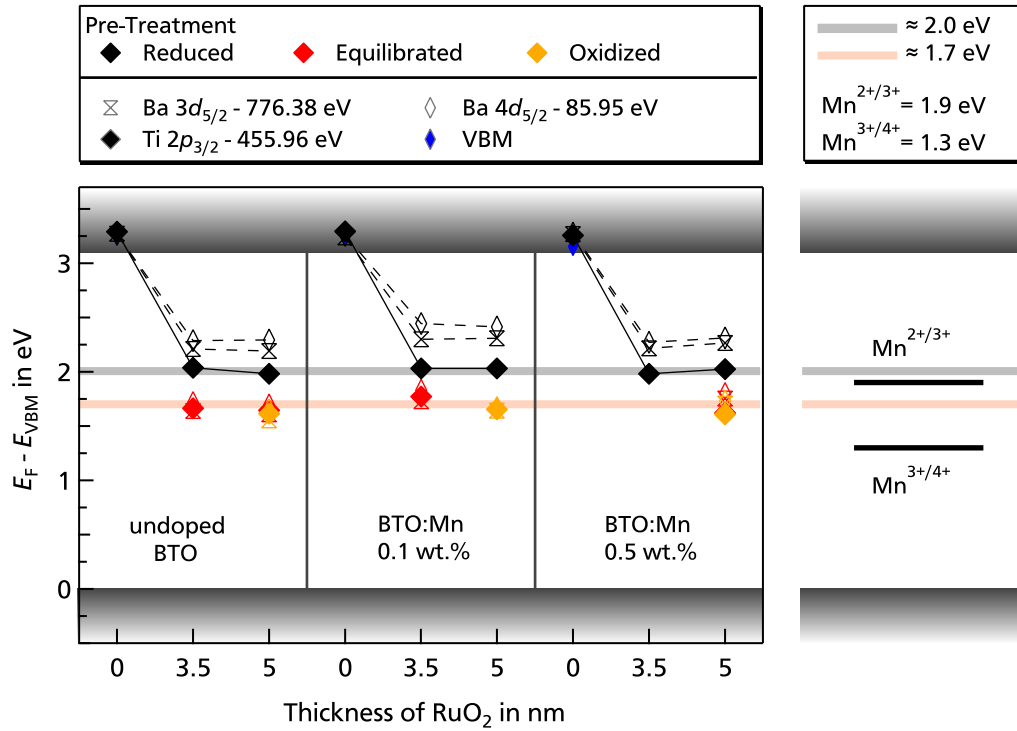 Pre-Treatment
Reduced Equilibrated Oxidized
Ba 3d5/2 - 776.38 eV Ba 4d5/2 - 85.95 eV
Ti 2p3/2 - 455.96 eV VBM
≈ 2.0 eV
≈ 1.7 eV
Mn2+/3+ = 1.9 eV
Mn3+/4+ = 1.3 eV
EF - EVBM in eV
3
2
1
0
undoped
BTO
BTO:Mn
0.1 wt.%
BTO:Mn
0.5 wt.%
Mn2+/3+
Mn3+/4+
0 3.5 5 0 3.5 5 0 3.5 5
Thickness of RuO2 in nm